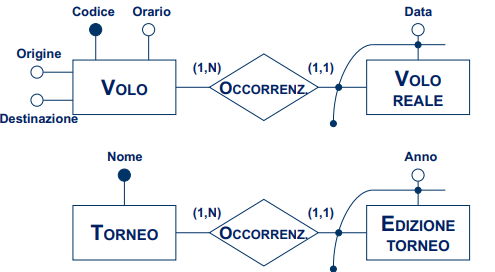 Codice Orario Data
Origine
(1,N) (1,1)
VOLO OCCORRENZ. VOLO
REALE
Destinazione
Nome Anno
(1,N) (1,1)
TORNEO OCCORRENZ. EDIZIONE
TORNEO